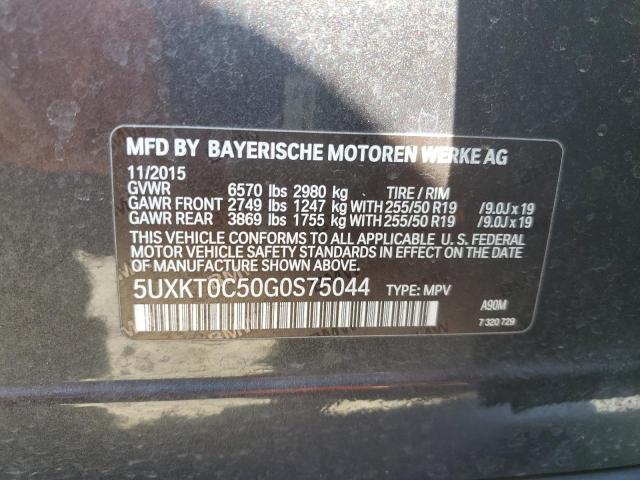 MFD BY BAYERISCHE MOTOREN WERKE AG
11/2015
GVWR 6570 lbs 2980 kg TIRE / RIM
GAWR FRONT 2749 lbs 1247 kg WITH 255/50 R19 /9.0J x 19
GAWR REAR 3869 lbs 1755 kg WITH 255/50 R19 /9.0J x 19
THIS VEHICLE CONFORMS TO ALL APPLICABLE U. S. FEDERAL
MOTOR VEHICLE SAFETY STANDARDS IN EFFECT ON THE DATE
OF MANUFACTURE SHOWN ABOVE.
5UXKT0C50G0S75044 TYPE: MPV
A90M
7 320 729